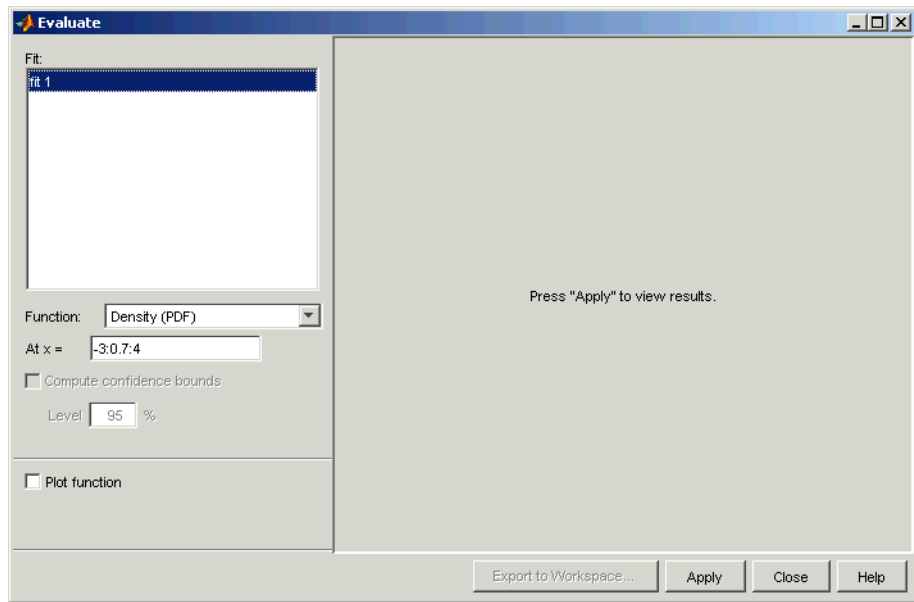 Evaluate
Fit:
fit 1
Press "Apply" to view results.
Function: Density (PDF)
At x = -3:0.7:4
Compute confidence bounds
Level 95 %
Plot function
Export to Workspace... Apply Close Help